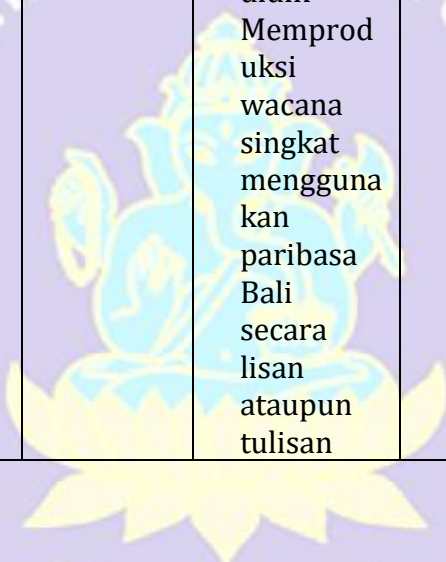 Memprod
uksi
wacana
singkat
mengguna
kan
paribasa
Bali
secara
lisan
ataupun
tulisan